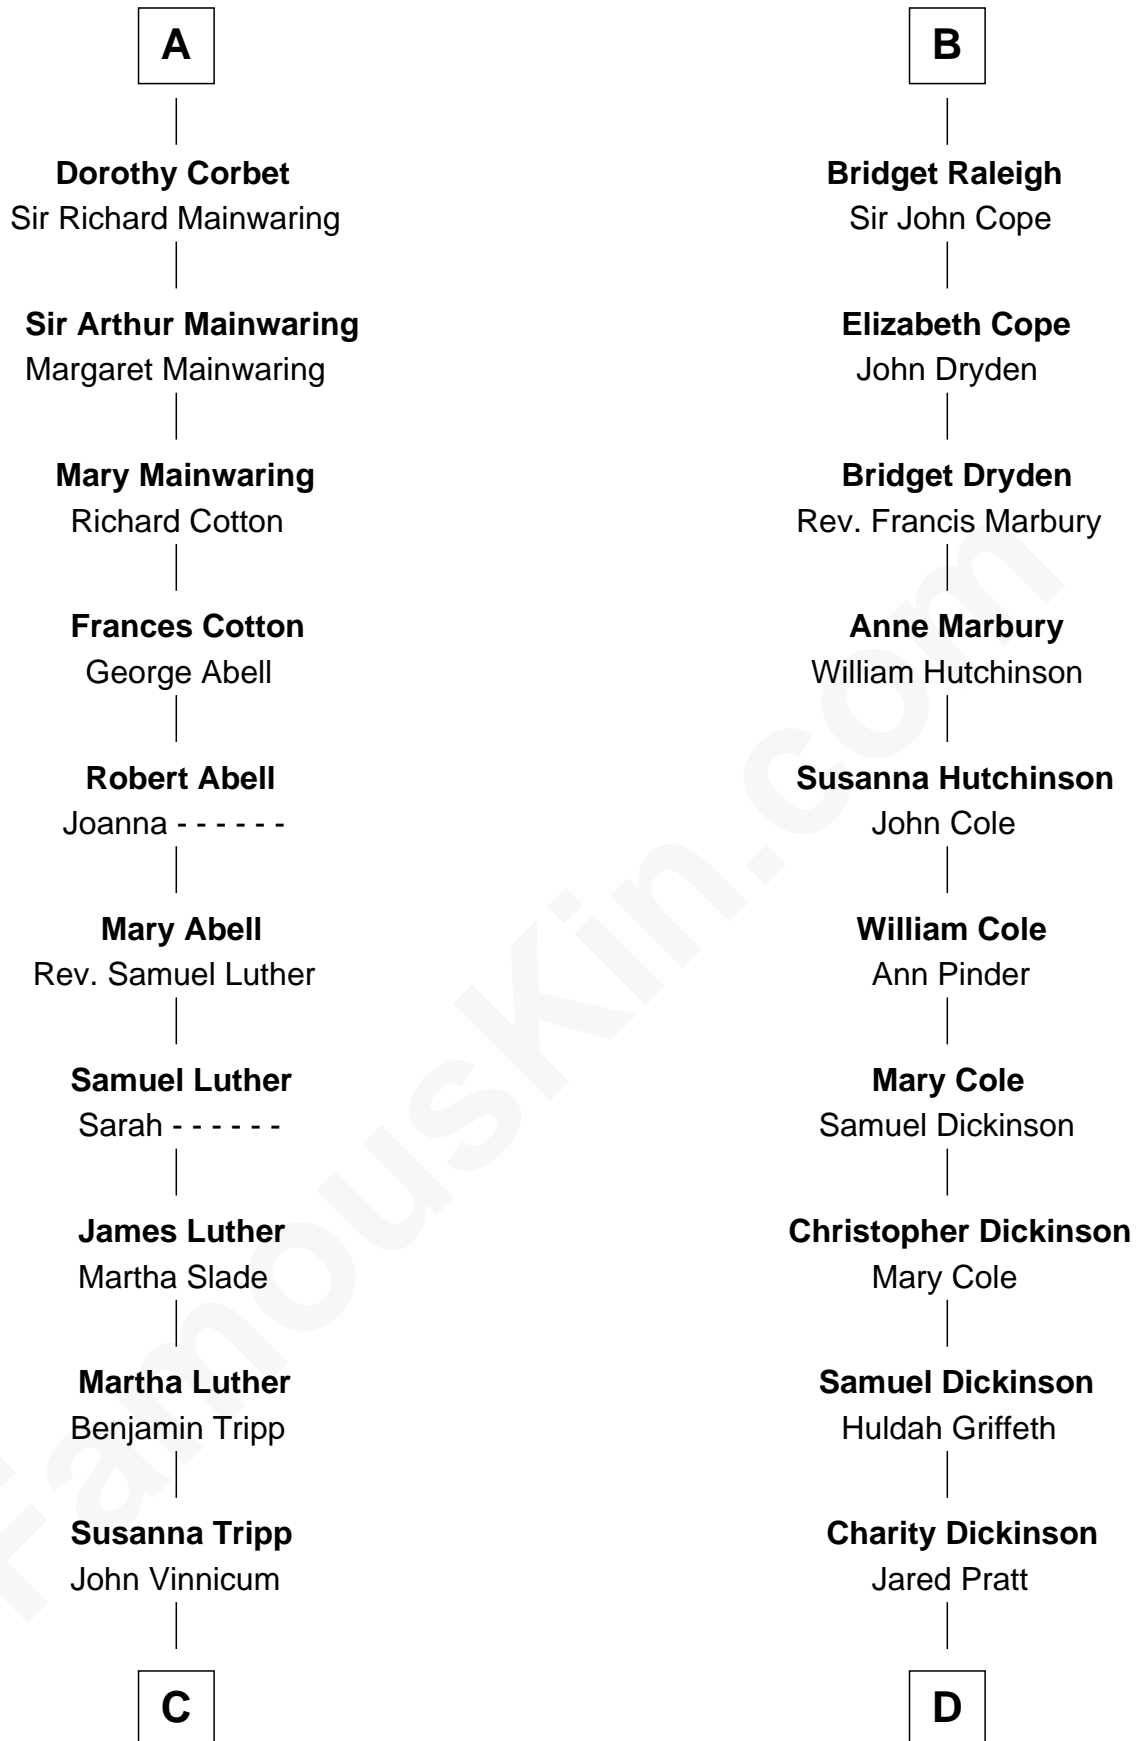 A
Dorothy Corbet
Sir Richard Mainwaring
Sir Arthur Mainwaring
Margaret Mainwaring
Mary Mainwaring
Richard Cotton
Frances Cotton
George Abell
Robert Abell
Joanna - - - - - -
Mary Abell
Rev. Samuel Luther
Samuel Luther
Sarah - - - - - -
James Luther
Martha Slade
Martha Luther
Benjamin Tripp
Susanna Tripp
John Vinnicum
C
B
Bridget Raleigh
Sir John Cope
Elizabeth Cope
John Dryden
Bridget Dryden
Rev. Francis Marbury
Anne Marbury
William Hutchinson
Susanna Hutchinson
John Cole
William Cole
Ann Pinder
Mary Cole
Samuel Dickinson
Christopher Dickinson
Mary Cole
Samuel Dickinson
Huldah Griffeth
Charity Dickinson
Jared Pratt
D
FamousKin.com